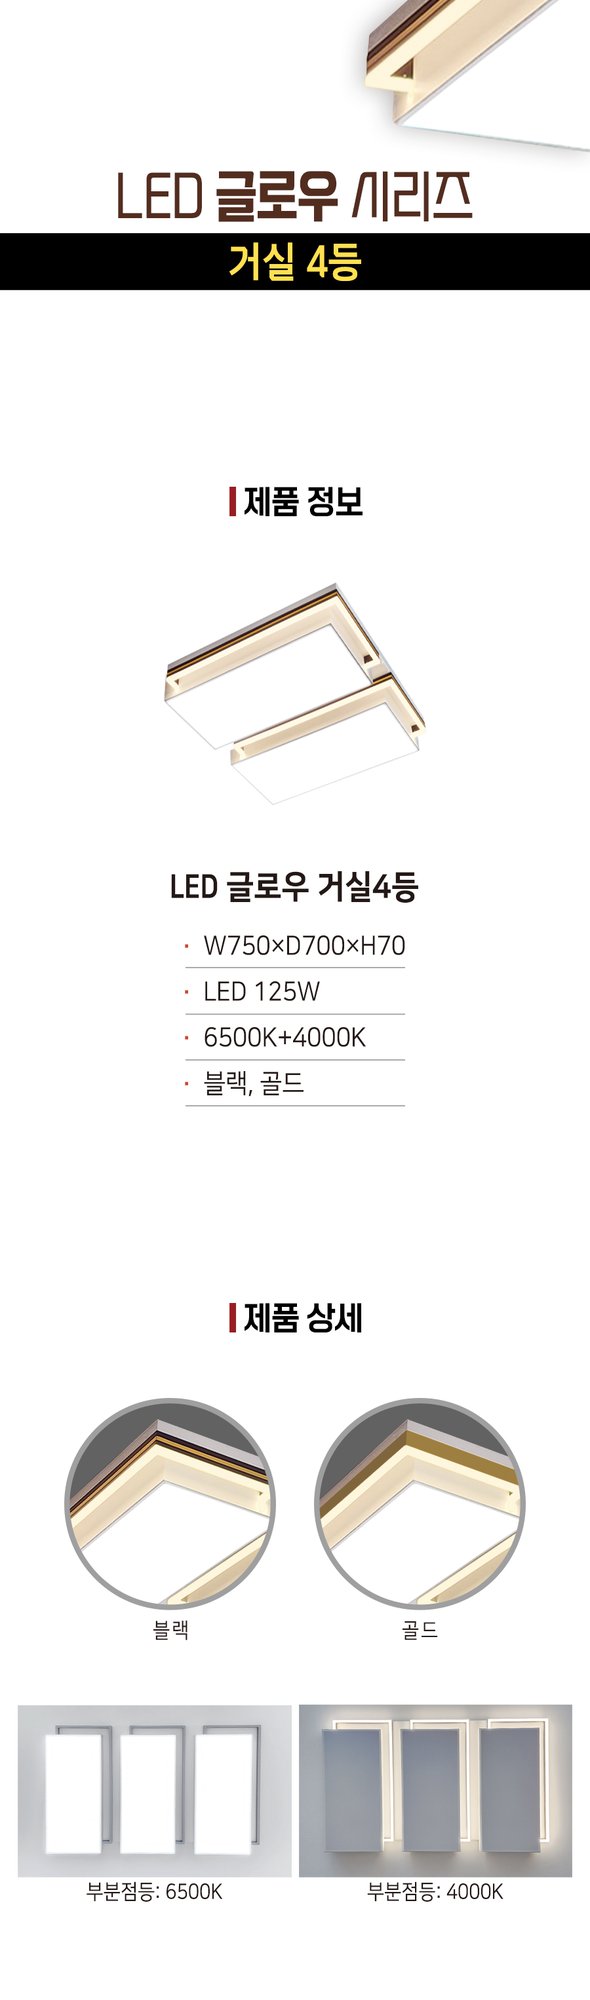 LED 글로우 시리즈
거실 4등
제품 정보
LED 글로우 거실4등
· W750×D700×H70
· LED 125W
· 6500K+4000K
· 블랙, 골드
제품 상세
블랙 골드
부분점등: 6500K 부분점등: 4000K